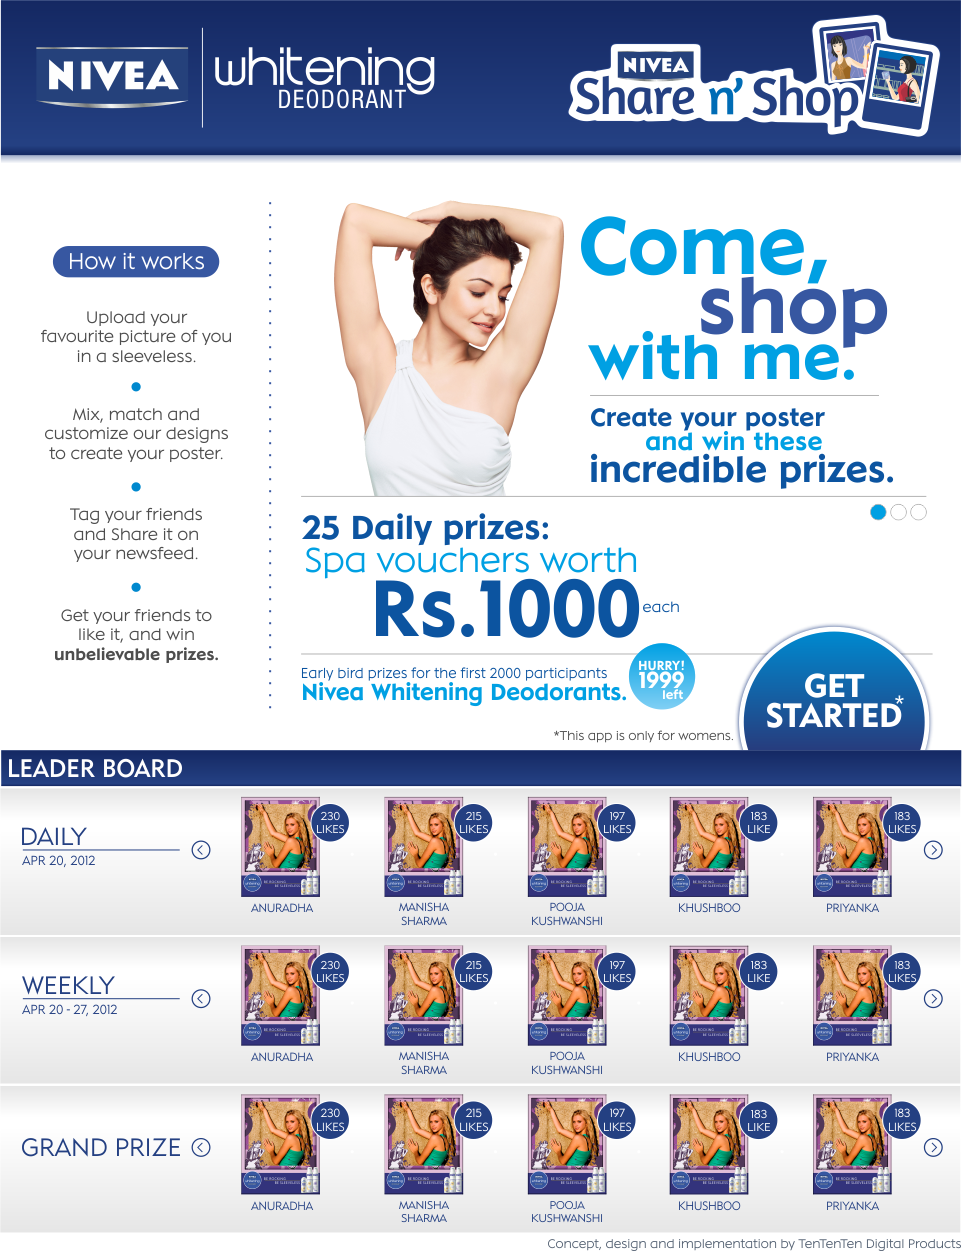 NIVEA
whitening
DEODORANT
NIVEA
Share n' Shop
How it works
Upload your
favourite picture of you
in a sleeveless.
Mix, match and
customize our designs
to create your poster.
Tag your friends
and Share it on
your newsfeed.
Get your friends to
like it, and win
unbelievable prizes.
Come,
shop
with me.
Create your poster
and win these
incredible prizes.
25 Daily prizes:
Spa vouchers worth
Rs.1000 each
Early bird prizes for the first 2000 participants
Nivea Whitening Deodorants.
HURRY!
1999
left
GET
STARTED*
*This app is only for womens.
LEADER BOARD
DAILY
APR 20, 2012
230
LIKES
215
LIKES
197
LIKES
183
LIKE
183
LIKES
ANURADHA
MANISHA
SHARMA
POOJA
KUSHWANSHI
KHUSHBOO
PRIYANKA
WEEKLY
APR 20 - 27, 2012
230
LIKES
215
LIKES
197
LIKES
183
LIKE
183
LIKES
ANURADHA
MANISHA
SHARMA
POOJA
KUSHWANSHI
KHUSHBOO
PRIYANKA
GRAND PRIZE
230
LIKES
215
LIKES
197
LIKES
183
LIKE
183
LIKES
ANURADHA
MANISHA
SHARMA
POOJA
KUSHWANSHI
KHUSHBOO
PRIYANKA
Concept, design and implementation by TenTenTen Digital Products